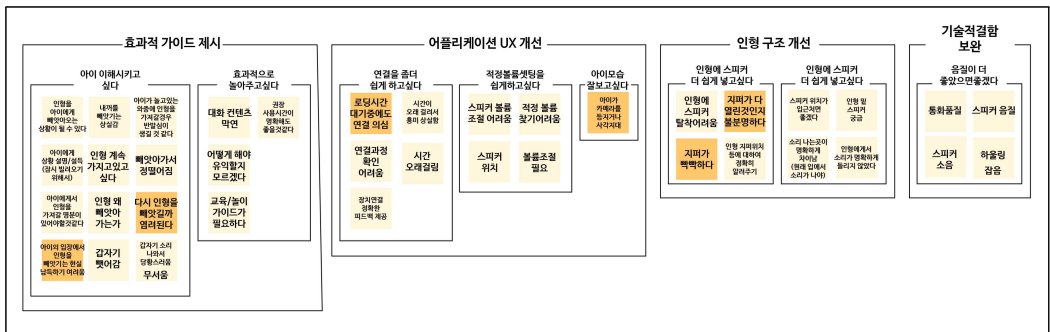 효과적 가이드 제시
아이 이해시키고
싶다
인형을
아이에게
빼앗아오는
상황이 될 수 있다
내꺼를
빼앗기는
상실감
아이가 놀고있는
와중에 인형을
가져갈경우
반발심이
생길 것 같다
아이에게
상황 설명/설득
(잠시 빌려오기
위해서)
인형 계속
가지고있고
싶다
빼앗아가서
정떨어짐
아이에게서
인형을
가져갈 명분이
있어야할것같다
인형 왜
빼앗아
가는가
다시 인형을
빼앗길까
염려된다
아이의 입장에서
인형을
빼앗기는 현실
납득하기 여려움
갑자기
뺏어감
갑자기 소리
나와서
당황스러움
무서움
효과적으로
놀아주고싶다
대화 컨텐츠
막연
권장
사용시간이
명확해도
좋을것같다
어떻게 해야
유익할지
모르겠다
교육/놀이
가이드가
필요하다
어플리케이션 UX 개선
연결을 좀더
쉽게 하고싶다
로딩시간
대기중에도
연결 의심
시간이
오래 걸려서
흥미 상실함
연결과정
확인
어려움
시간
오래걸림
장치연결
정확한
피드백 제공
적정볼륨셋팅을
쉽게하고싶다
스피커 볼륨
조절 어려움
적정 볼륨
찾기어려움
스피커
위치
볼륨조절
필요
아이모습
잘보고싶다
아이가
카메라를
등지거나
사각지대
인형 구조 개선
인형에 스피커
더 쉽게 넣고싶다
인형에
스피커
탈착어려움
지퍼가 다
열린것인지
불분명하다
지퍼가
빡빡하다
인형 지퍼위치
등에 대하여
정확히
알려주기
인형에 스피커
더 쉽게 넣고싶다
스피커 위치가
입근처면
좋겠다
인형 밑
스피커
궁금
소리 나는곳이
명확하게
차이남
(원래 입에서
소리가 나야)
인형에게서
소리가 명확하게
들리지 않았다
기술적결함
보완
음질이 더
좋았으면좋겠다
통화품질
스피커 음질
스피커
소음
하울링
잡음